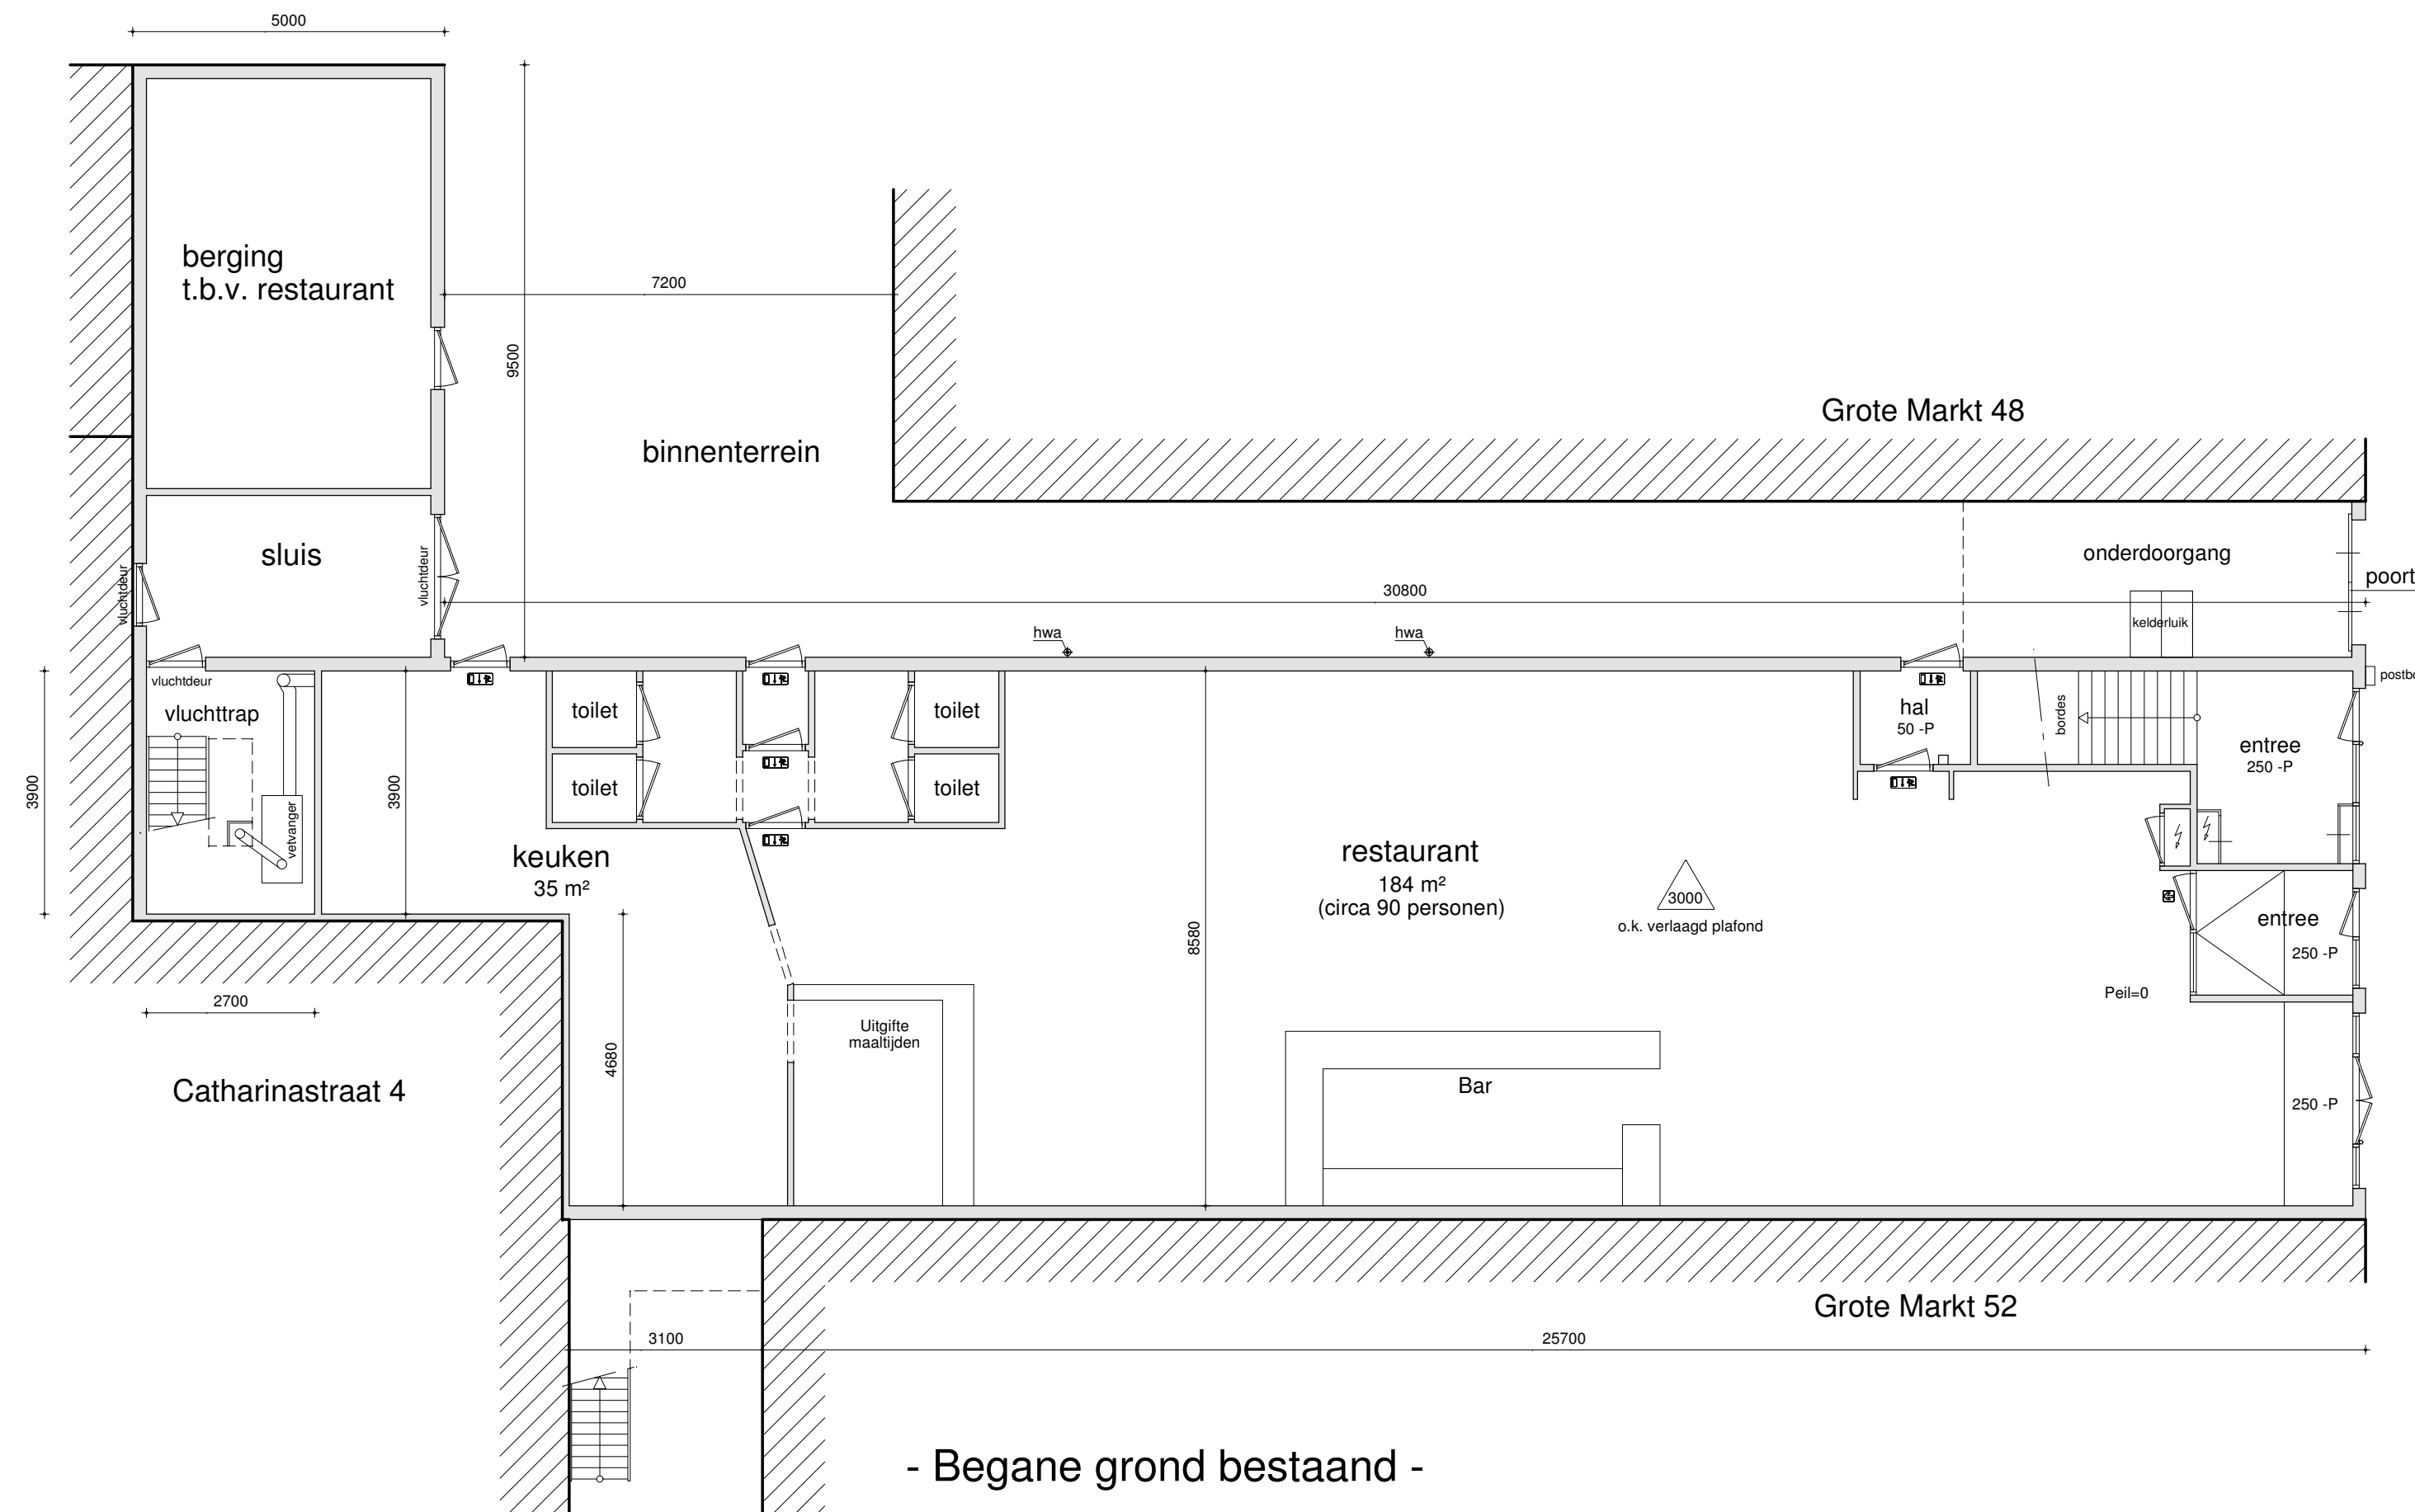 5000
berging
t.b.v. restaurant
7200
9500
binnenterrein
Grote Markt 48
sluis
vluchtdeur
vluchtdeur
onderdoorgang
poort
30800
kelderluik
hwa
hwa
vluchtdeur
vluchttrap
toilet
toilet
hal
50 -P
bordes
entree
250 -P
postbo
3900
3900
vetvanger
toilet
toilet
keuken
35 m²
restaurant
184 m²
(circa 90 personen)
3000
o.k. verlaagd plafond
8580
entree
250 -P
Peil=0
2700
Uitgifte
maaltijden
4680
Catharinastraat 4
Bar
250 -P
Grote Markt 52
3100
25700
- Begane grond bestaand -